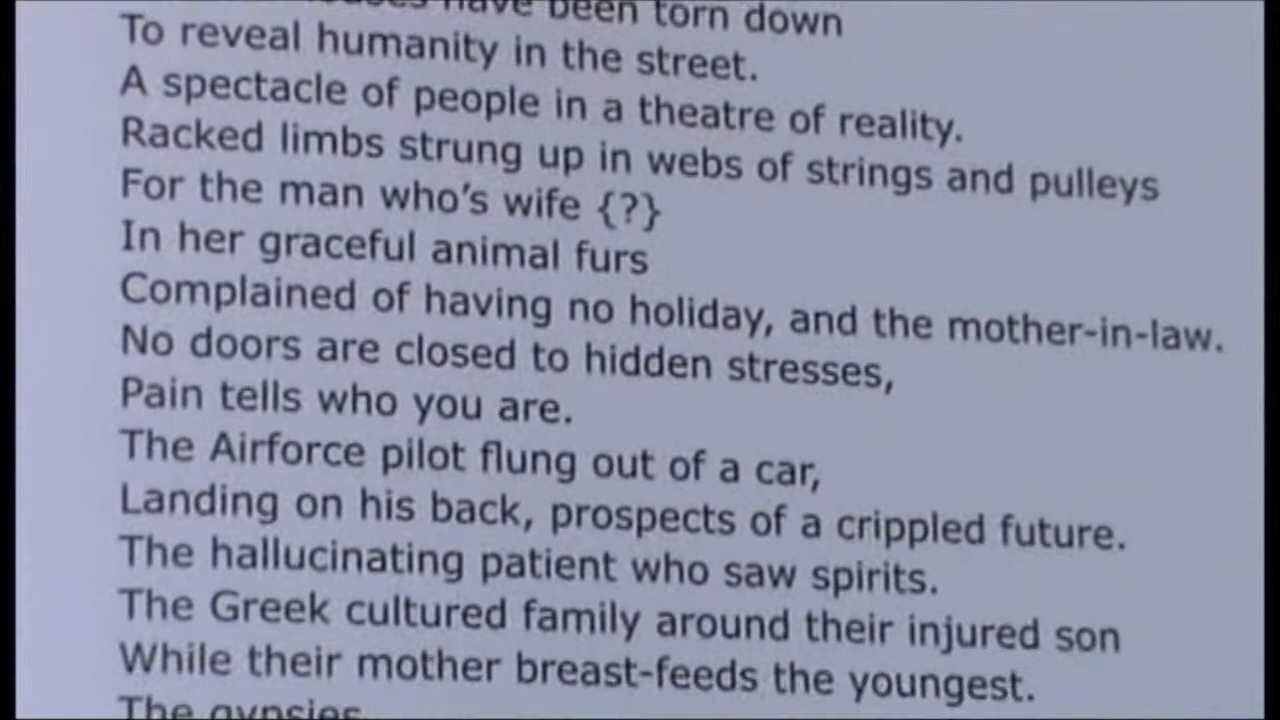 have been torn down
To reveal humanity in the street.
A spectacle of people in a theatre of reality.
Racked limbs strung up in webs of strings and pulleys
For the man who's wife {?}
In her graceful animal furs
Complained of having no holiday, and the mother-in-law.
No doors are closed to hidden stresses,
Pain tells who you are.
The Airforce pilot flung out of a car,
Landing on his back, prospects of a crippled future.
The hallucinating patient who saw spirits.
The Greek cultured family around their injured son
While their mother breast-feeds the youngest.
The gypsies